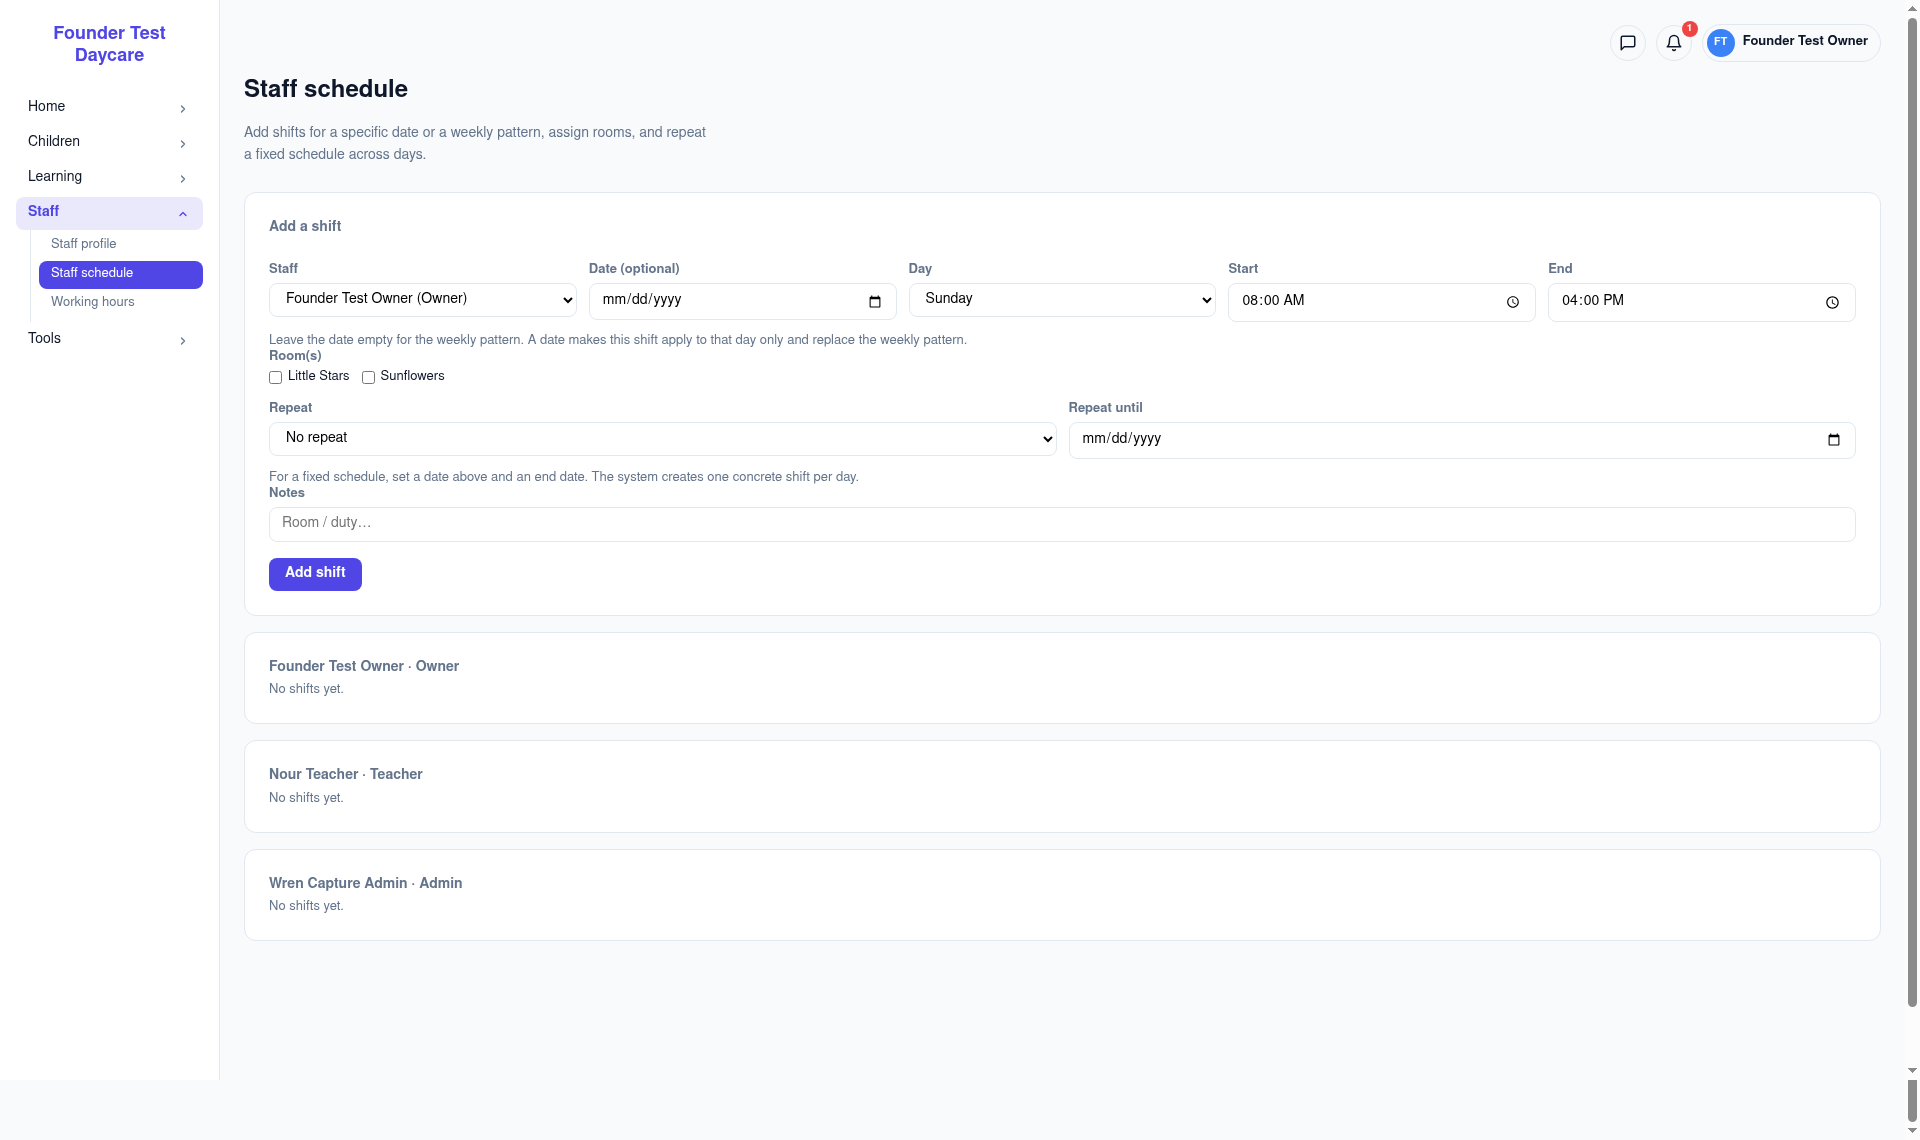 Founder Test
Daycare
Home
Children
Learning
Staff
Staff profile
Staff schedule
Working hours
Tools
1
FT
Founder Test Owner
Staff schedule
Add shifts for a specific date or a weekly pattern, assign rooms, and repeat
a fixed schedule across days.
Add a shift
Staff
Date (optional)
Day
Start
End
Founder Test Owner (Owner)
mm/dd/yyyy
Sunday
08:00 AM
04:00 PM
Leave the date empty for the weekly pattern. A date makes this shift apply to that day only and replace the weekly pattern.
Room(s)
Little Stars
Sunflowers
Repeat
Repeat until
No repeat
mm/dd/yyyy
For a fixed schedule, set a date above and an end date. The system creates one concrete shift per day.
Notes
Room / duty...
Add shift
Founder Test Owner · Owner
No shifts yet.
Nour Teacher · Teacher
No shifts yet.
Wren Capture Admin · Admin
No shifts yet.